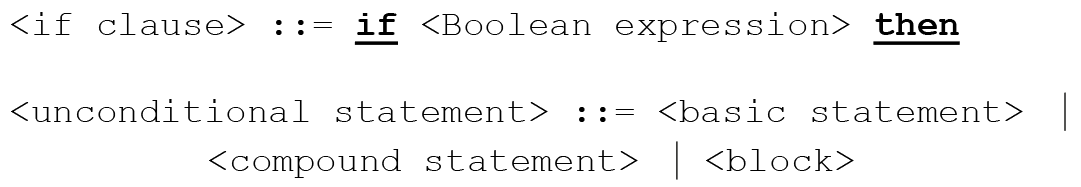 <if clause> ::= if <Boolean expression> then
<unconditional statement> ::= <basic statement> |
<compound statement> | <block>